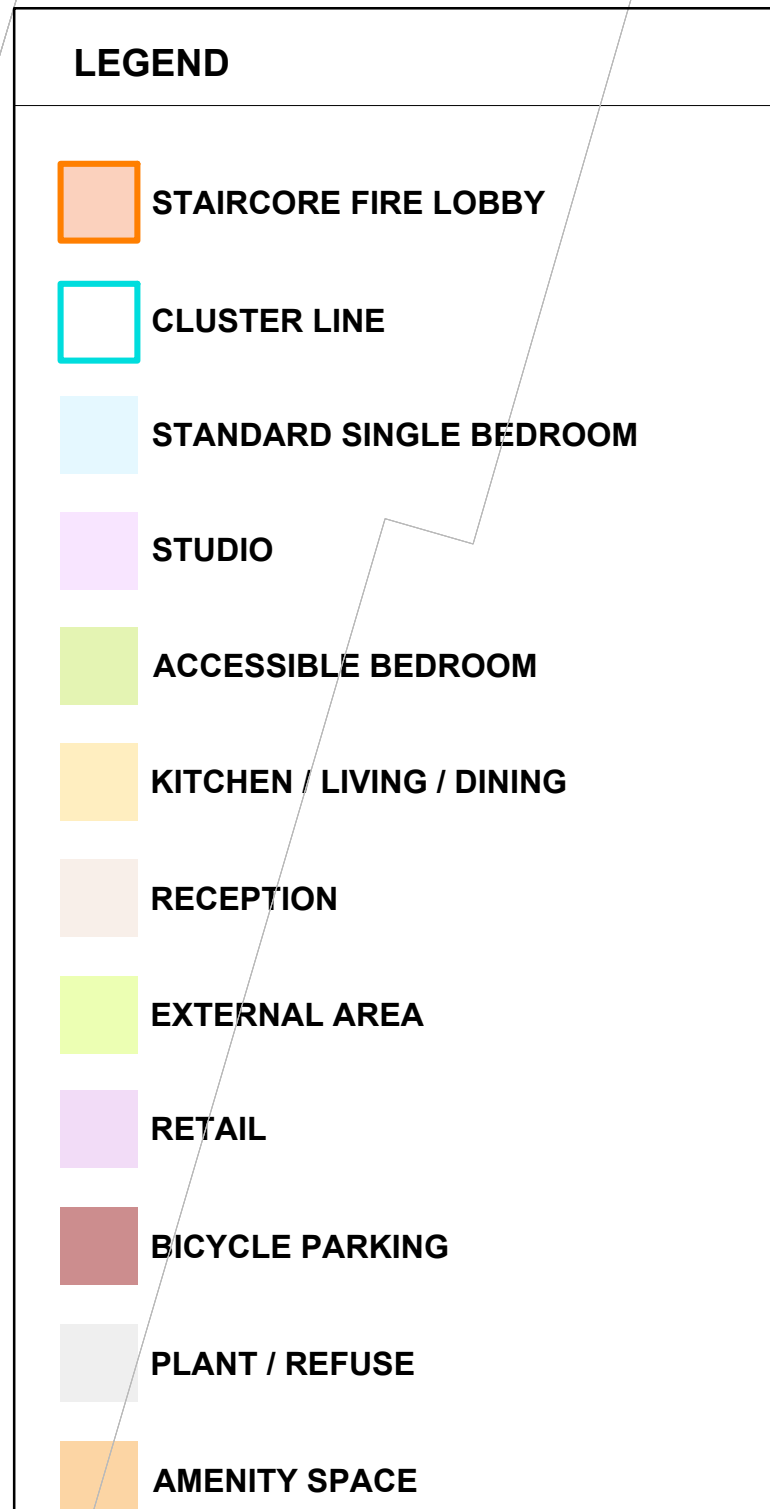 LEGEND
STAIRCORE FIRE LOBBY
CLUSTER LINE
STANDARD SINGLE BEDROOM
STUDIO
ACCESSIBLE BEDROOM
KITCHEN / LIVING / DINING
RECEPTION
EXTERNAL AREA
RETAIL
BICYCLE PARKING
PLANT / REFUSE
AMENITY SPACE